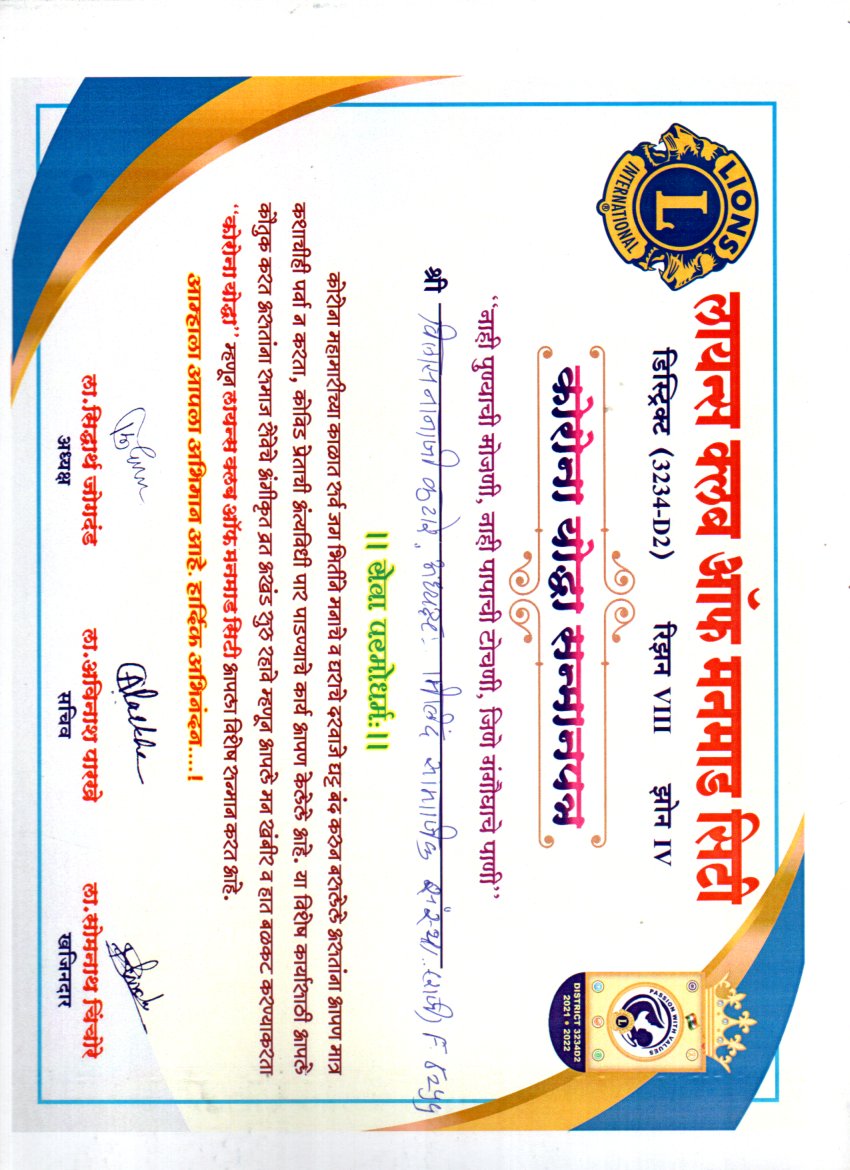 लायन्स क्लब ऑफ मनमाड सिटी
LIONS
L
INTERNATIONAL
®
डिस्ट्रिक्ट (3234-D2) रिझन VIII झोन IV
PASSION WITH VALUES
L
DISTRICT 3234D2
2021 • 2022
कोरोना योद्धा सन्मानपत्र
“नाही पुण्याची मोजणी, नाही पापाची टोचणी, जिणे गंगौघाचे पाणी”
श्री विलास नानाजी कटारे, अध्यक्षः मिलिंद सामाजिक संस्था (राजी) F
|| सेवा परमोधर्म:||
कोरोना महामारीच्या काळात सर्व जग भितीने मनाचे व घराचे दरवाजे घट्ट बंद करुन बसलेले असतांना आपण मात्र
कशाचीही पर्वा न करता, कोविड प्रेताची अंत्यविधी पार पाडण्याचे कार्य आपण केलेले आहे. या विशेष कार्यासाठी आपले
कौतुक करत असतांना समाज सेवेचे अंगीकृत व्रत अखंड सुरु रहावे म्हणून आपले मन खंबीर व हात बळकट करण्याकरता
“कोरोना योद्धा” म्हणून लायन्स क्लब ऑफ मनमाड सिटी आपला विशेष सन्मान करत आहे.
आम्हाला आपला अभिमान आहे. हार्दिक अभिनंदन....!
ला.सिद्धार्थ जोगदंड ला.अविनाश पारखे ला.सोमनाथ चिंचोरे
अध्यक्ष सचिव खजिनदार